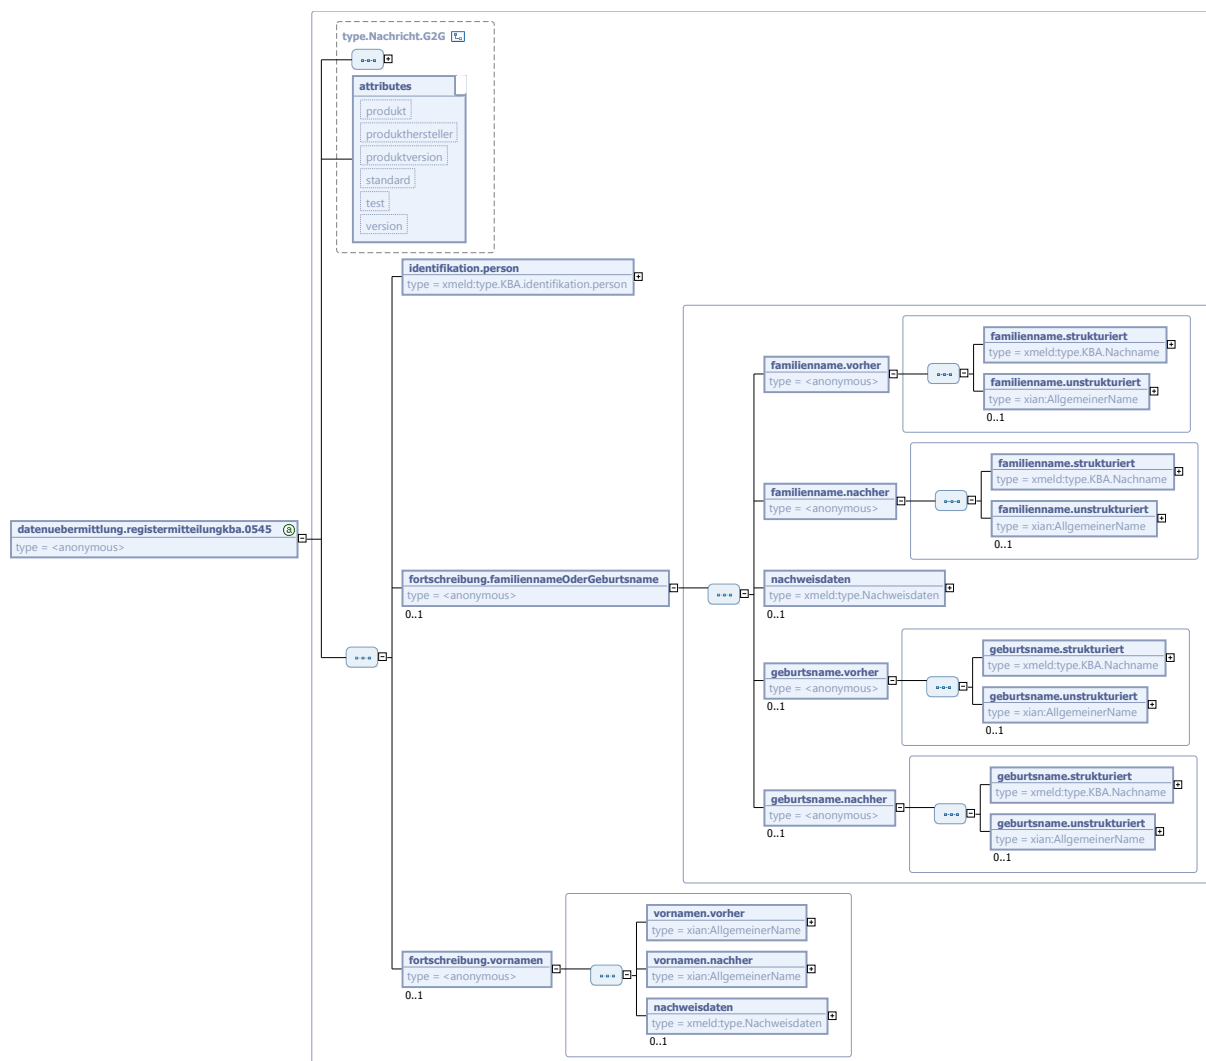 type.Nachricht.G2G
attributes
produkt
produkthersteller
produktversion
standard
test
version
identifikation.person
type = xmeld:type.KBA.identifikation.person
datenuebermittlung.registermitteilungkba.0545 a
type = <anonymous>
fortschreibung.familiennameOderGeburtsname
type = <anonymous>
0..1
familienname.vorher
type = <anonymous>
familienname.strukturiert
type = xmeld:type.KBA.Nachname
familienname.unstrukturiert
type = xian:AllgemeinerName
0..1
familienname.nachher
type = <anonymous>
familienname.strukturiert
type = xmeld:type.KBA.Nachname
familienname.unstrukturiert
type = xian:AllgemeinerName
0..1
nachweisdaten
type = xmeld:type.Nachweisdaten
0..1
geburtsname.vorher
type = <anonymous>
0..1
geburtsname.strukturiert
type = xmeld:type.KBA.Nachname
geburtsname.unstrukturiert
type = xian:AllgemeinerName
0..1
geburtsname.nachher
type = <anonymous>
0..1
geburtsname.strukturiert
type = xmeld:type.KBA.Nachname
geburtsname.unstrukturiert
type = xian:AllgemeinerName
0..1
fortschreibung.vornamen
type = <anonymous>
0..1
vornamen.vorher
type = xian:AllgemeinerName
vornamen.nachher
type = xian:AllgemeinerName
nachweisdaten
type = xmeld:type.Nachweisdaten
0..1